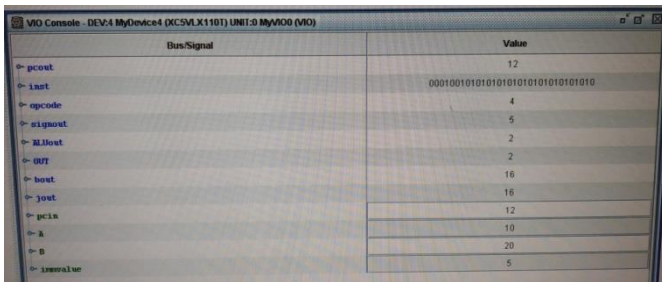 VIO Console - DEV:4 MyDevice4 (XC5VLX110T) UNIT:0 MyVIO0 (VIO)
Bus/Signal Value
pcout 12
inst 00010010101010101010101010101010
opcode 4
signout 5
ALUout 2
OUT 2
bout 16
jout 16
pcin 12
A 10
B 20
immvalue 5